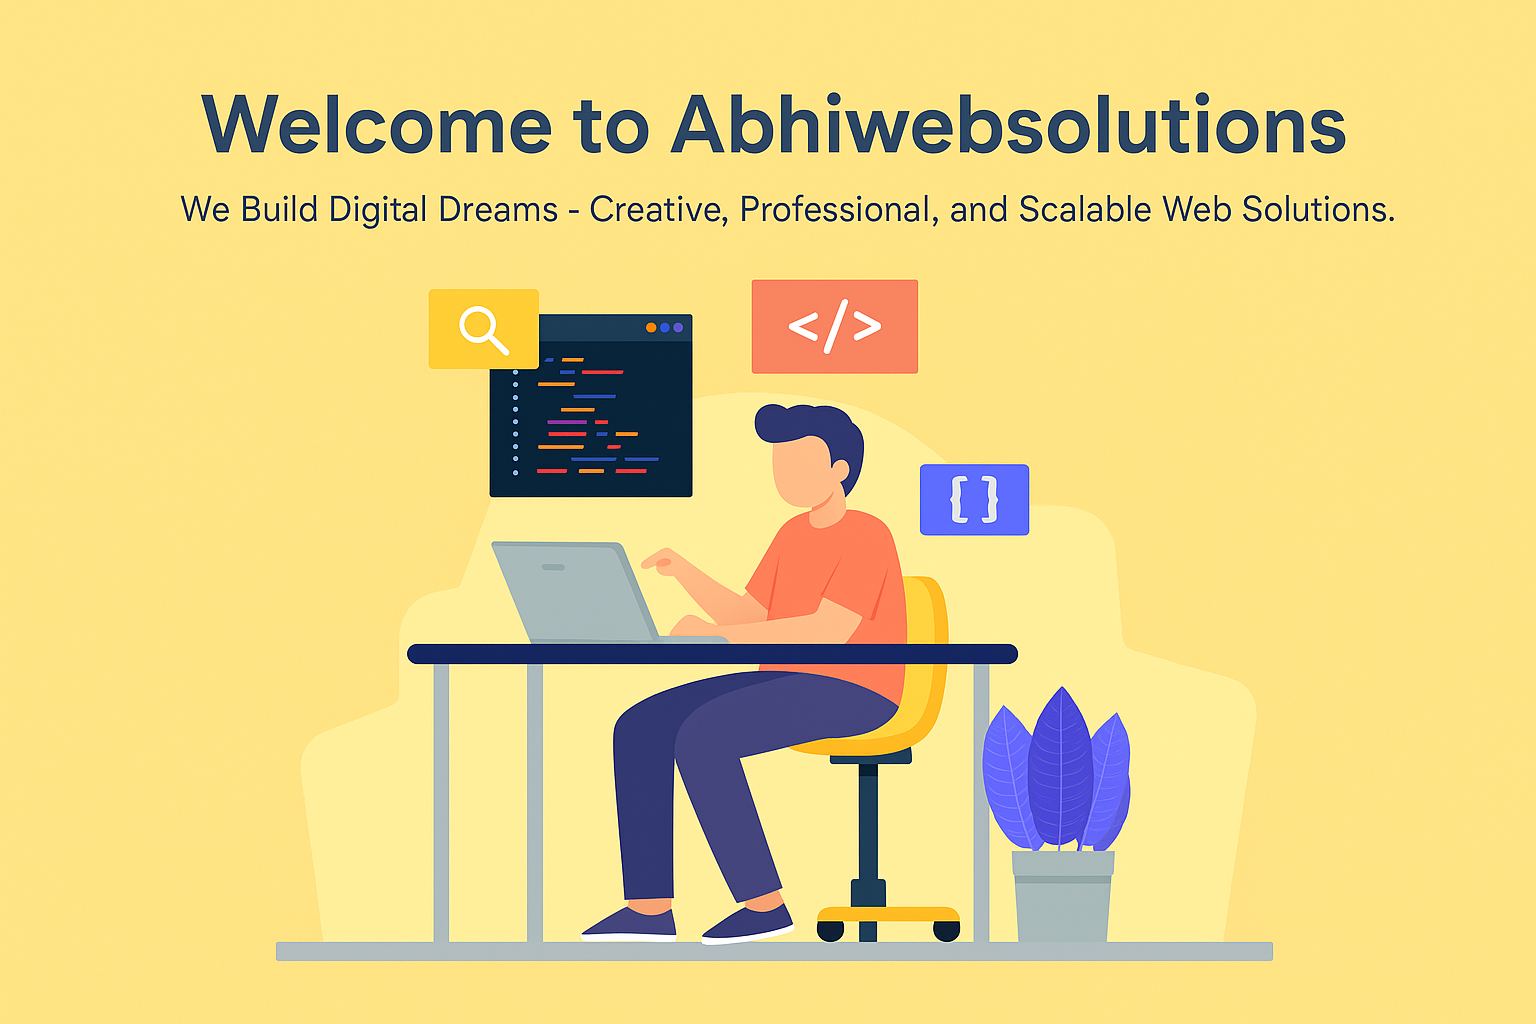 Welcome to Abhiwebsolutions
We Build Digital Dreams - Creative, Professional, and Scalable Web Solutions.
</>
{ }